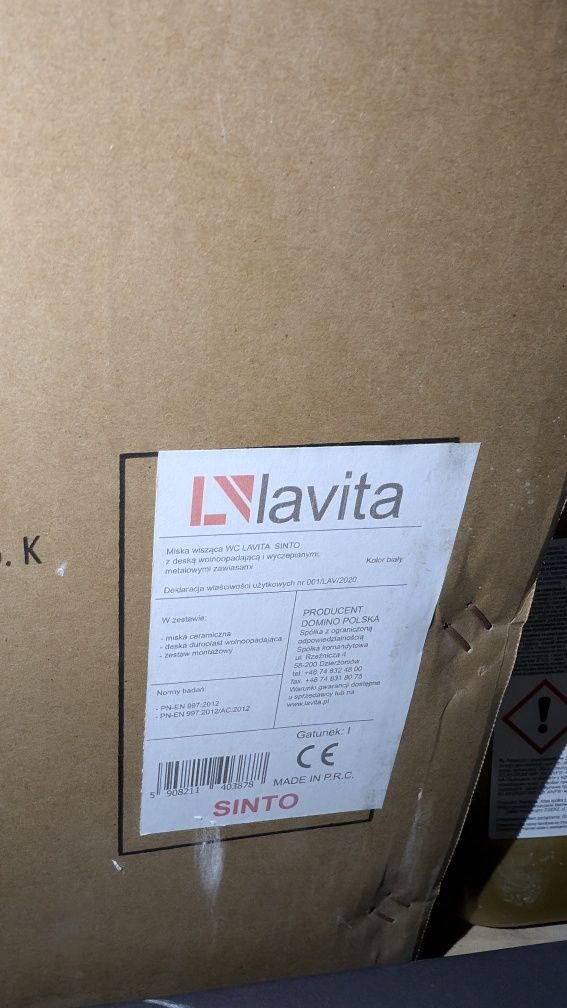 lavita
Miska wisząca WC LAVITA SINTO
z deską wolnoopadającą i wyczepianymi,
metalowymi zawiasami
Kolor biały
Deklaracja właściwości użytkowych nr 001/LAV/2020
W zestawie:
- miska ceramiczna
- deska duroplast wolnoopadająca
- zestaw montażowy
Normy badań:
- PN-EN 997:2012
- PN-EN 997:2012/AC:2012
PRODUCENT
DOMINO POLSKA
Spółka z ograniczoną
odpowiedzialnością
Spółka komandytowa
ul. Rzeźnicza 4
58-200 Dzierżoniów
tel. +48 74 832 48 00
fax. +48 74 831 90 75
Warunki gwarancji dostępne
u sprzedawcy lub na
www.lavita.pl
Gatunek: I
CE
MADE IN P.R.C.
5 908211 403878
SINTO
. K